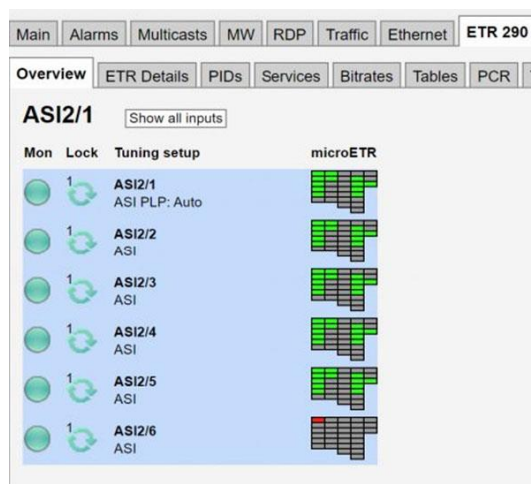 Main Alarms Multicasts MW RDP Traffic Ethernet ETR 290
Overview ETR Details PIDs Services Bitrates Tables PCR
ASI2/1 Show all inputs
Mon Lock Tuning setup microETR
1 ASI2/1
ASI PLP: Auto
1 ASI2/2
ASI
1 ASI2/3
ASI
1 ASI2/4
ASI
1 ASI2/5
ASI
1 ASI2/6
ASI